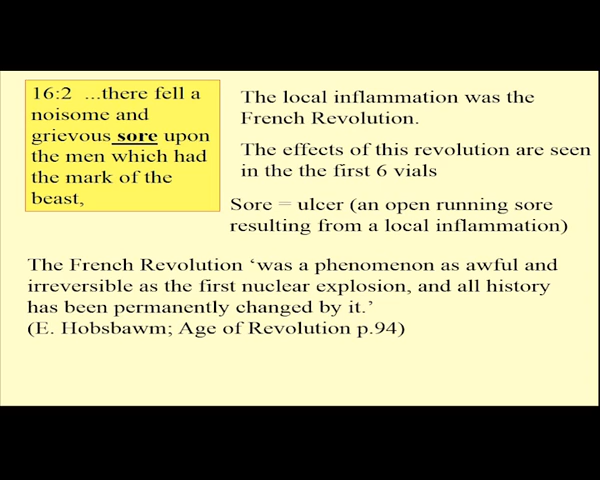 16:2 ...there fell a
noisome and
grievous sore upon
the men which had
the mark of the
beast,
The local inflammation was the
French Revolution.
The effects of this revolution are seen
in the the first 6 vials
Sore = ulcer (an open running sore
resulting from a local inflammation)
The French Revolution ‘was a phenomenon as awful and
irreversible as the first nuclear explosion, and all history
has been permanently changed by it.’
(E. Hobsbawm; Age of Revolution p.94)